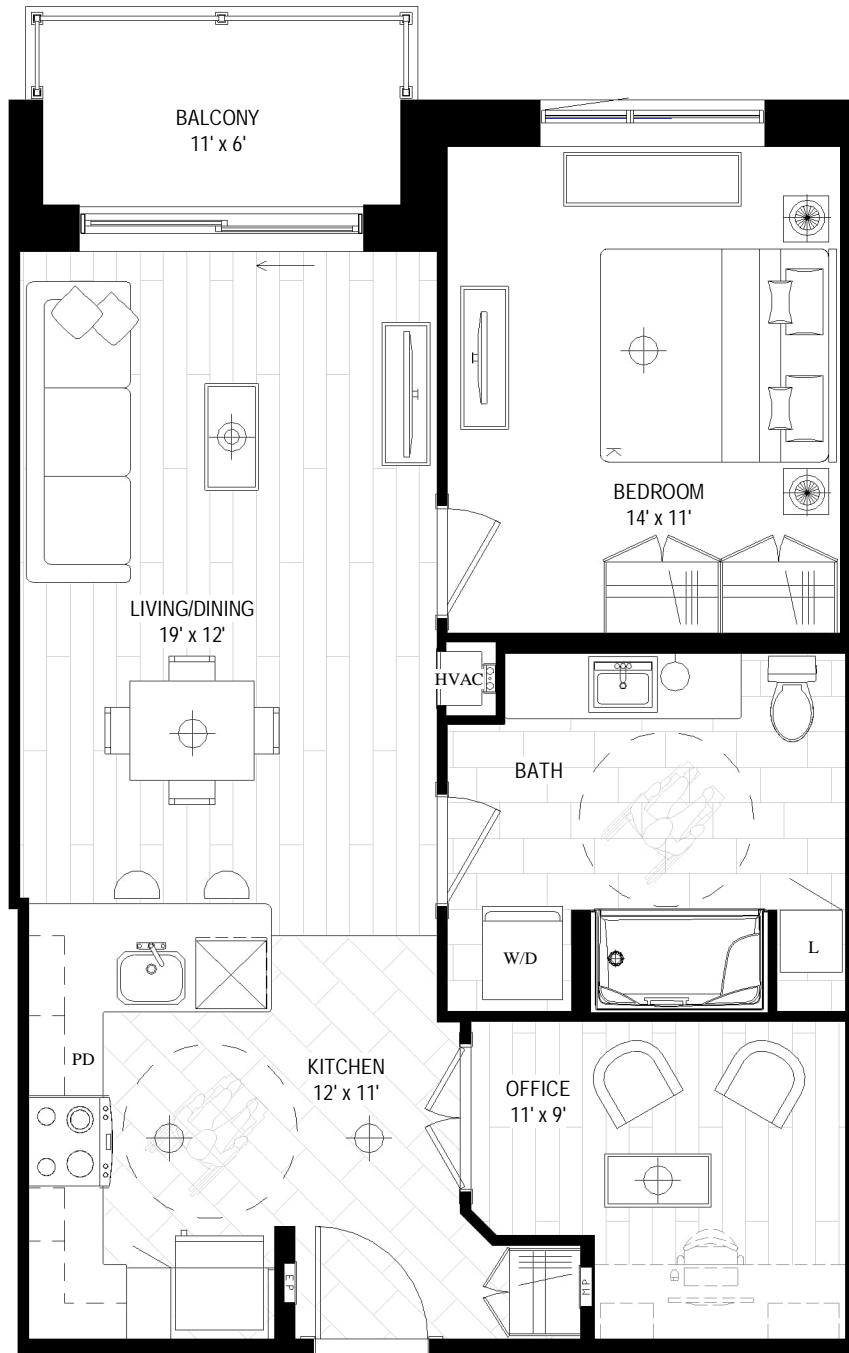 BALCONY
11' x 6'
K
BEDROOM
14' x 11'
LIVING/DINING
19' x 12'
HVAC
BATH
W/D
L
PD
KITCHEN
12' x 11'
OFFICE
11' x 9'
EP
MP